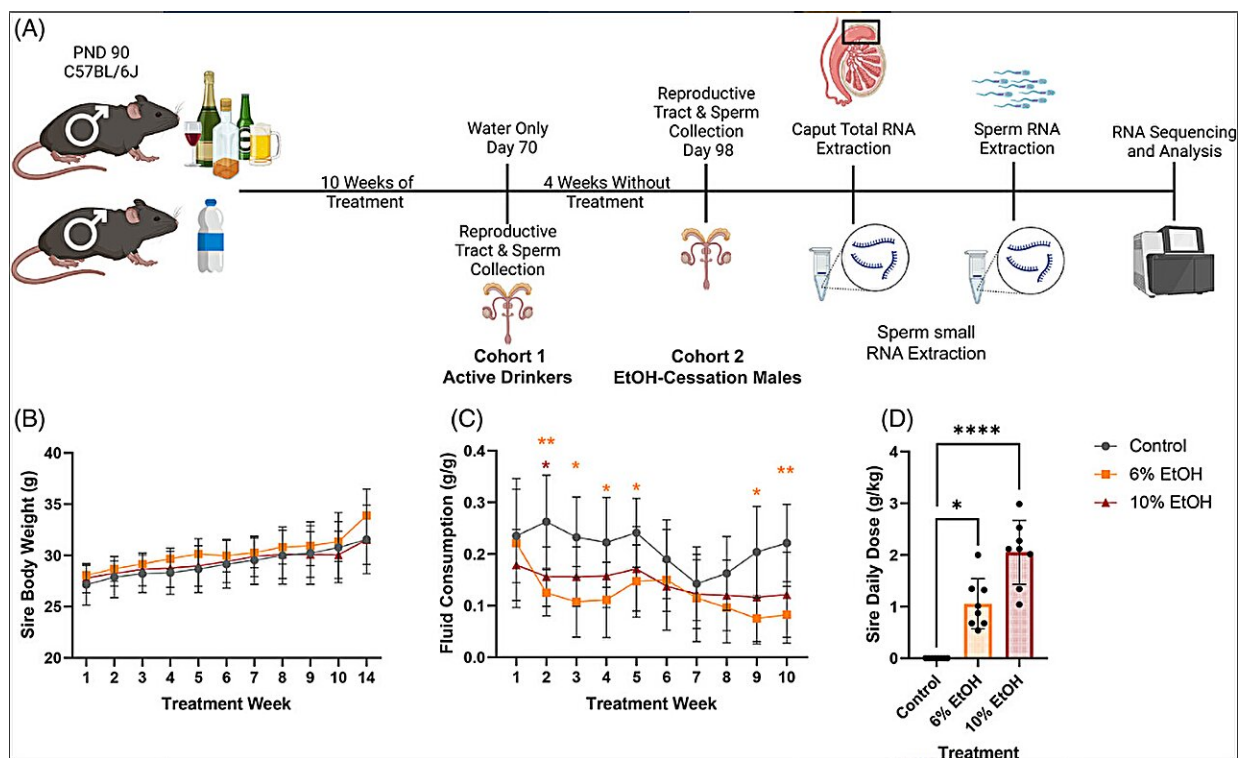 (A)
PND 90
C57BL/6J
10 Weeks of
Treatment
Water Only
Day 70
Reproductive
Tract & Sperm
Collection
Cohort 1
Active Drinkers
4 Weeks Without
Treatment
Reproductive
Tract & Sperm
Collection
Day 98
Cohort 2
EtOH-Cessation Males
Caput Total RNA
Extraction
Sperm RNA
Extraction
Sperm small
RNA Extraction
RNA Sequencing
and Analysis
(B)
Sire Body Weight (g)
40
35
30
25
20
1 2 3 4 5 6 7 8 9 10 14
Treatment Week
(C)
Fluid Consumption (g/g)
0.4
0.3
0.2
0.1
0.0
** * * * * * **
1 2 3 4 5 6 7 8 9 10
Treatment Week
(D)
Sire Daily Dose (g/kg)
4
3
2
1
0
****
*
Control
6% EtOH
10% EtOH
Treatment
Control
6% EtOH
10% EtOH